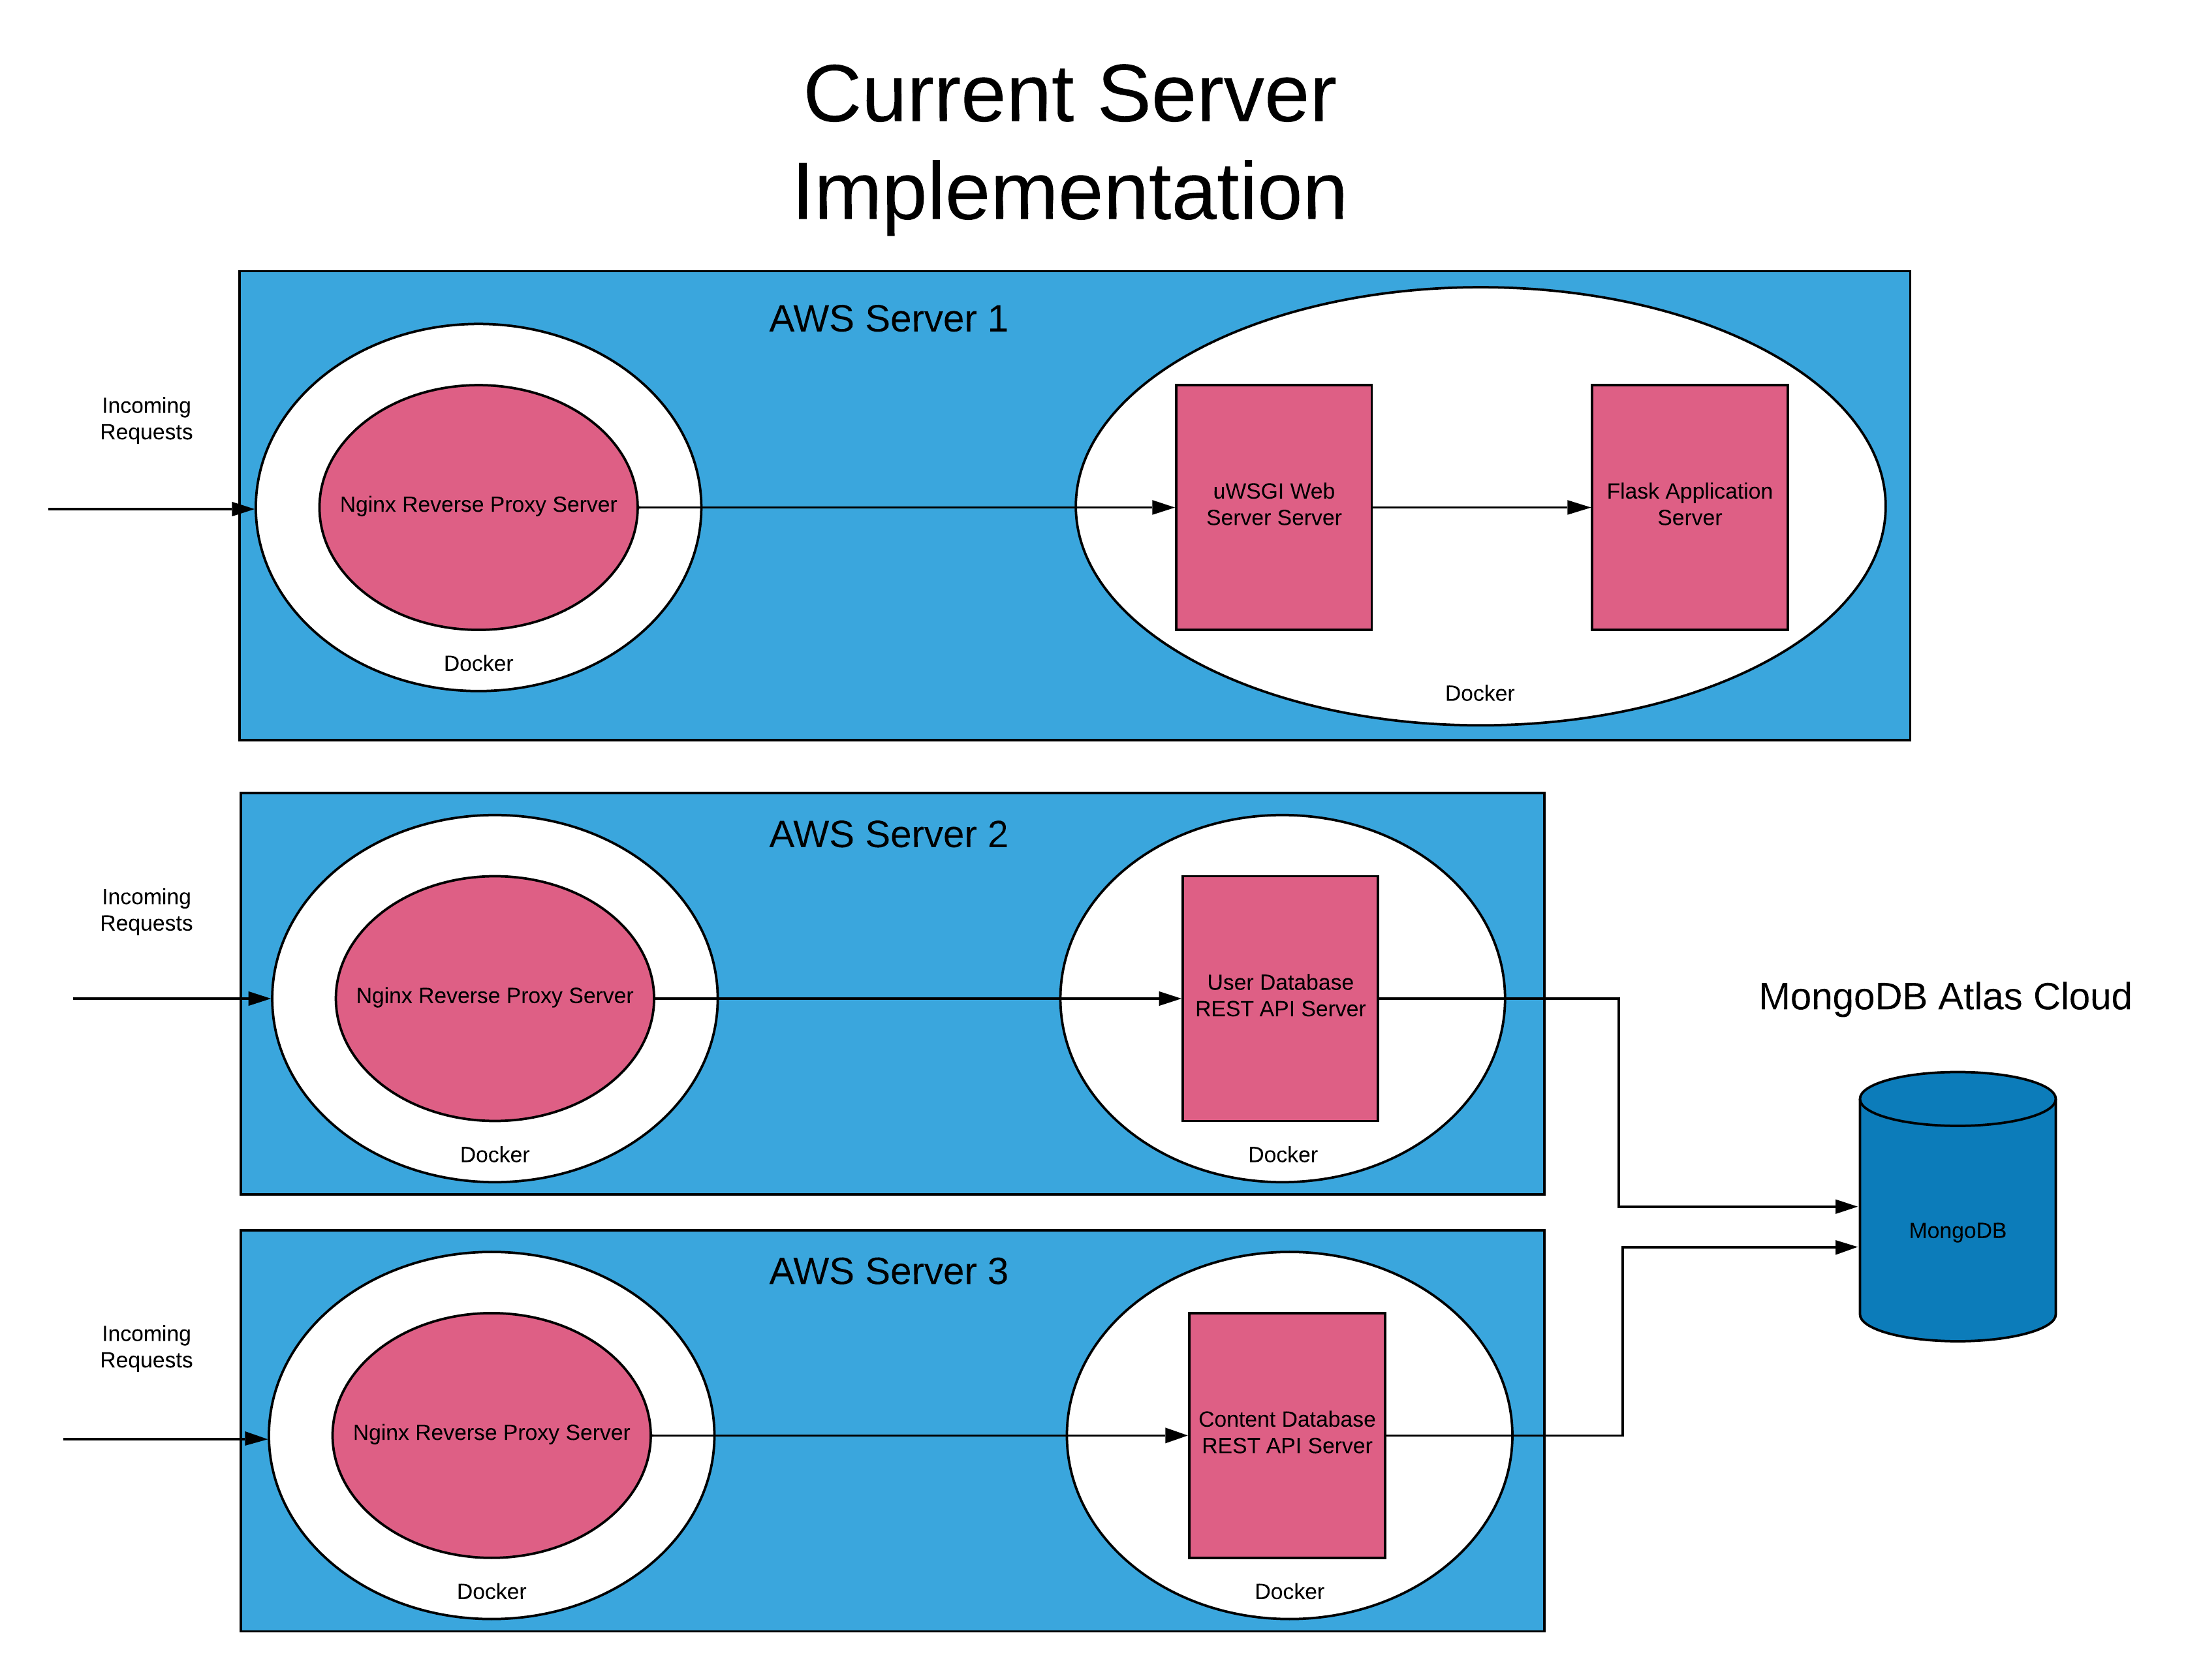 Current Server
Implementation
AWS Server 1
Incoming
Requests
Nginx Reverse Proxy Server
Docker
uWSGI Web
Server Server
Flask Application
Server
Docker
AWS Server 2
Incoming
Requests
Nginx Reverse Proxy Server
Docker
User Database
REST API Server
Docker
MongoDB Atlas Cloud
MongoDB
AWS Server 3
Incoming
Requests
Nginx Reverse Proxy Server
Docker
Content Database
REST API Server
Docker